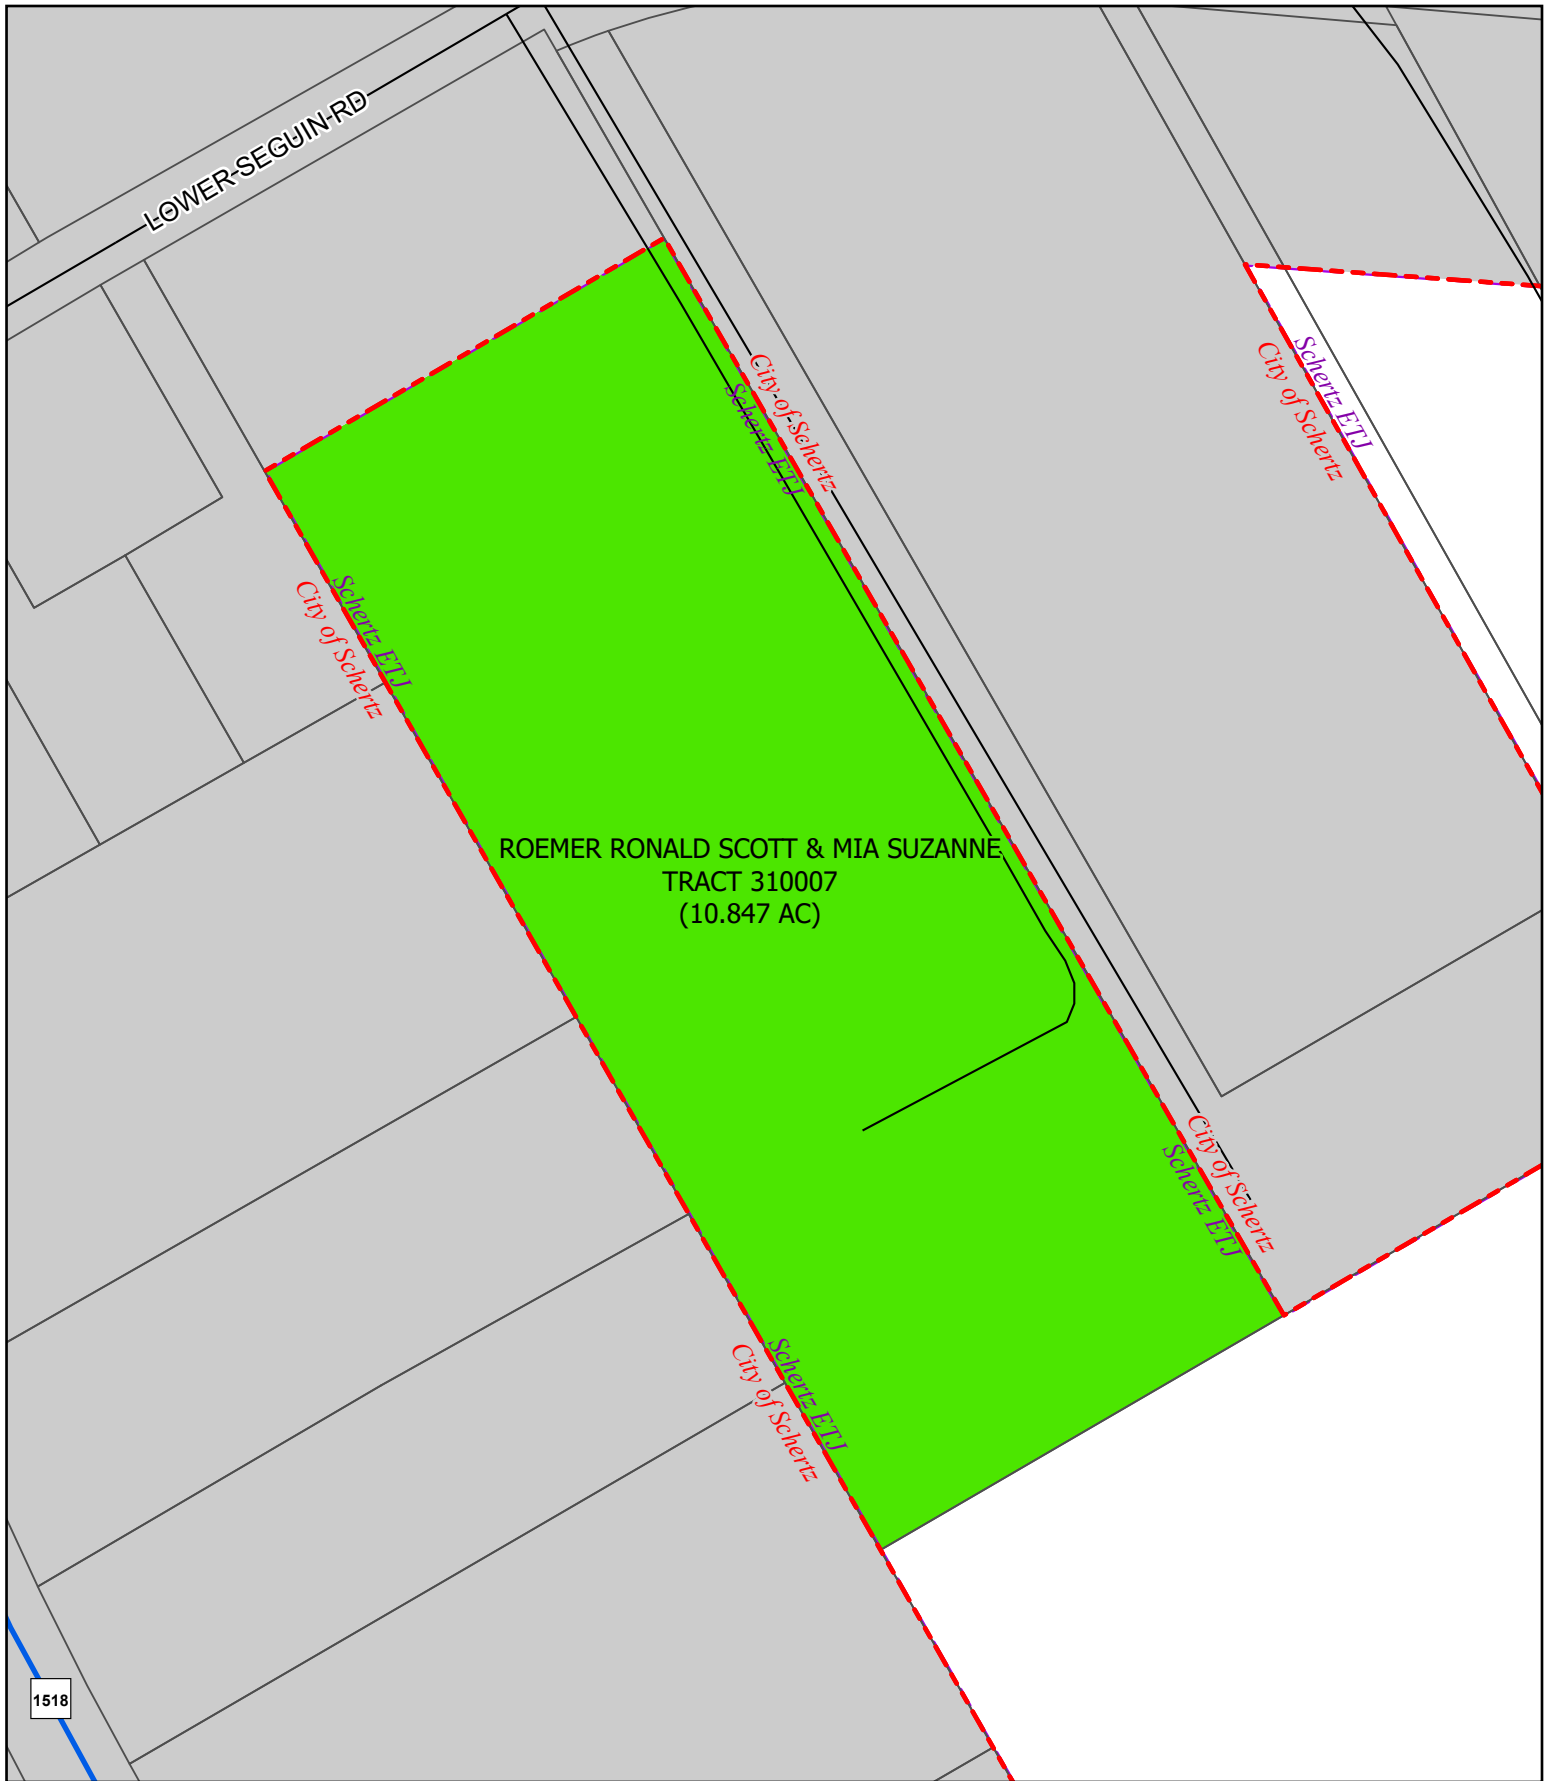 LOWER-SEGUIN-RD
City of Schertz
Schertz ETJ
Schertz ETJ
City of Schertz
Schertz ETJ
City of Schertz
ROEMER RONALD SCOTT & MIA SUZANNE
TRACT 310007
(10.847 AC)
City of Schertz
Schertz ETJ
Schertz ETJ
City of Schertz
1518